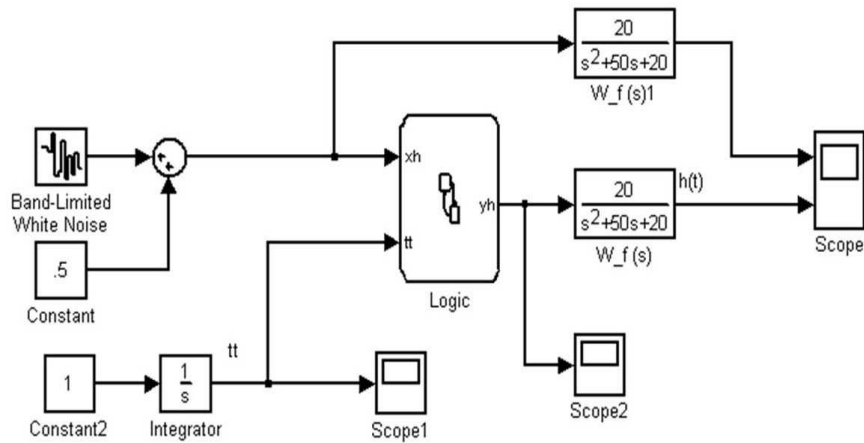 20
s²+50s+20
W_f (s)1
xh
yh
tt
Logic
Band-Limited
White Noise
.5
Constant
20
s²+50s+20
W_f (s)
h(t)
Scope
1
Constant2
1
s
Integrator
tt
Scope1
Scope2